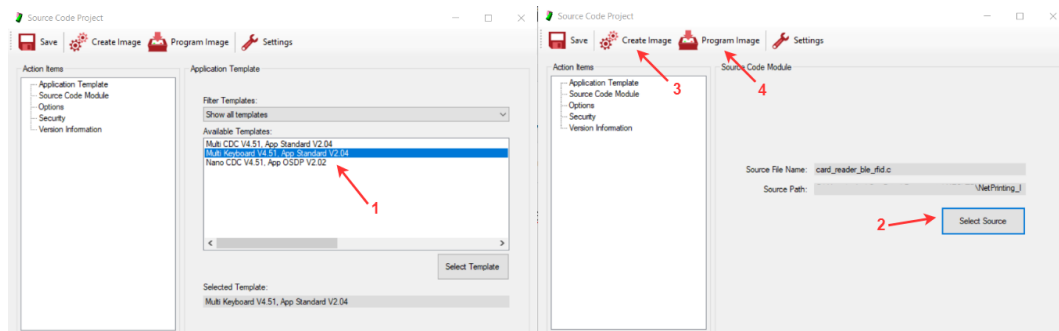 Source Code Project
Save Create Image Program Image Settings
Action Items
Application Template
Source Code Module
Options
Security
Version Information
Application Template
Filter Templates:
Show all templates
Available Templates:
Multi CDC V4.51, App Standard V2.04
Multi Keyboard V4.51, App Standard V2.04
Nano CDC V4.51, App OSDP V2.02
1
Select Template
Selected Template:
Multi Keyboard V4.51, App Standard V2.04
Source Code Project
Save Create Image Program Image Settings
3
4
Action Items
Application Template
Source Code Module
Options
Security
Version Information
Source Code Module
Source File Name: card_reader_ble_rfid.c
Source Path: \NetPrinting_I
2
Select Source